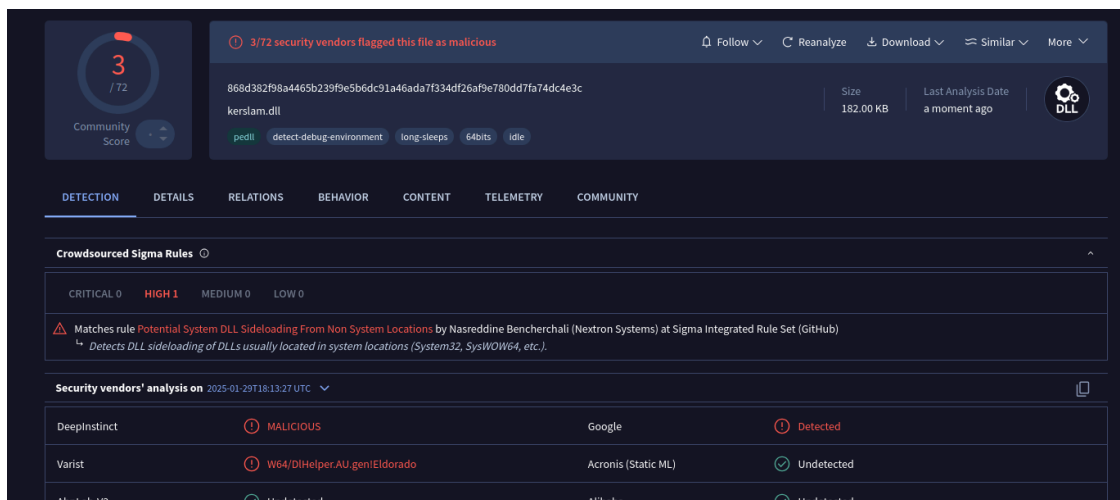 3
/ 72
Community
Score
-
3/72 security vendors flagged this file as malicious
Follow
Reanalyze
Download
Similar
More
868d382f98a4465b239f9e5b6dc91a46ada7f334df26af9e780dd7fa74dc4e3c
kerslam.dll
pedll
detect-debug-environment
long-sleeps
64bits
idle
Size
182.00 KB
Last Analysis Date
a moment ago
DLL
DETECTION
DETAILS
RELATIONS
BEHAVIOR
CONTENT
TELEMETRY
COMMUNITY
Crowdsourced Sigma Rules
CRITICAL 0
HIGH 1
MEDIUM 0
LOW 0
Matches rule Potential System DLL Sideloading From Non System Locations by Nasreddine Bencherchali (Nextron Systems) at Sigma Integrated Rule Set (GitHub)
Detects DLL sideloading of DLLs usually located in system locations (System32, SysWOW64, etc.).
Security vendors' analysis on 2025-01-29T18:13:27 UTC
DeepInstinct
MALICIOUS
Google
Detected
Varist
W64/DlHelper.AU.gen!Eldorado
Acronis (Static ML)
Undetected